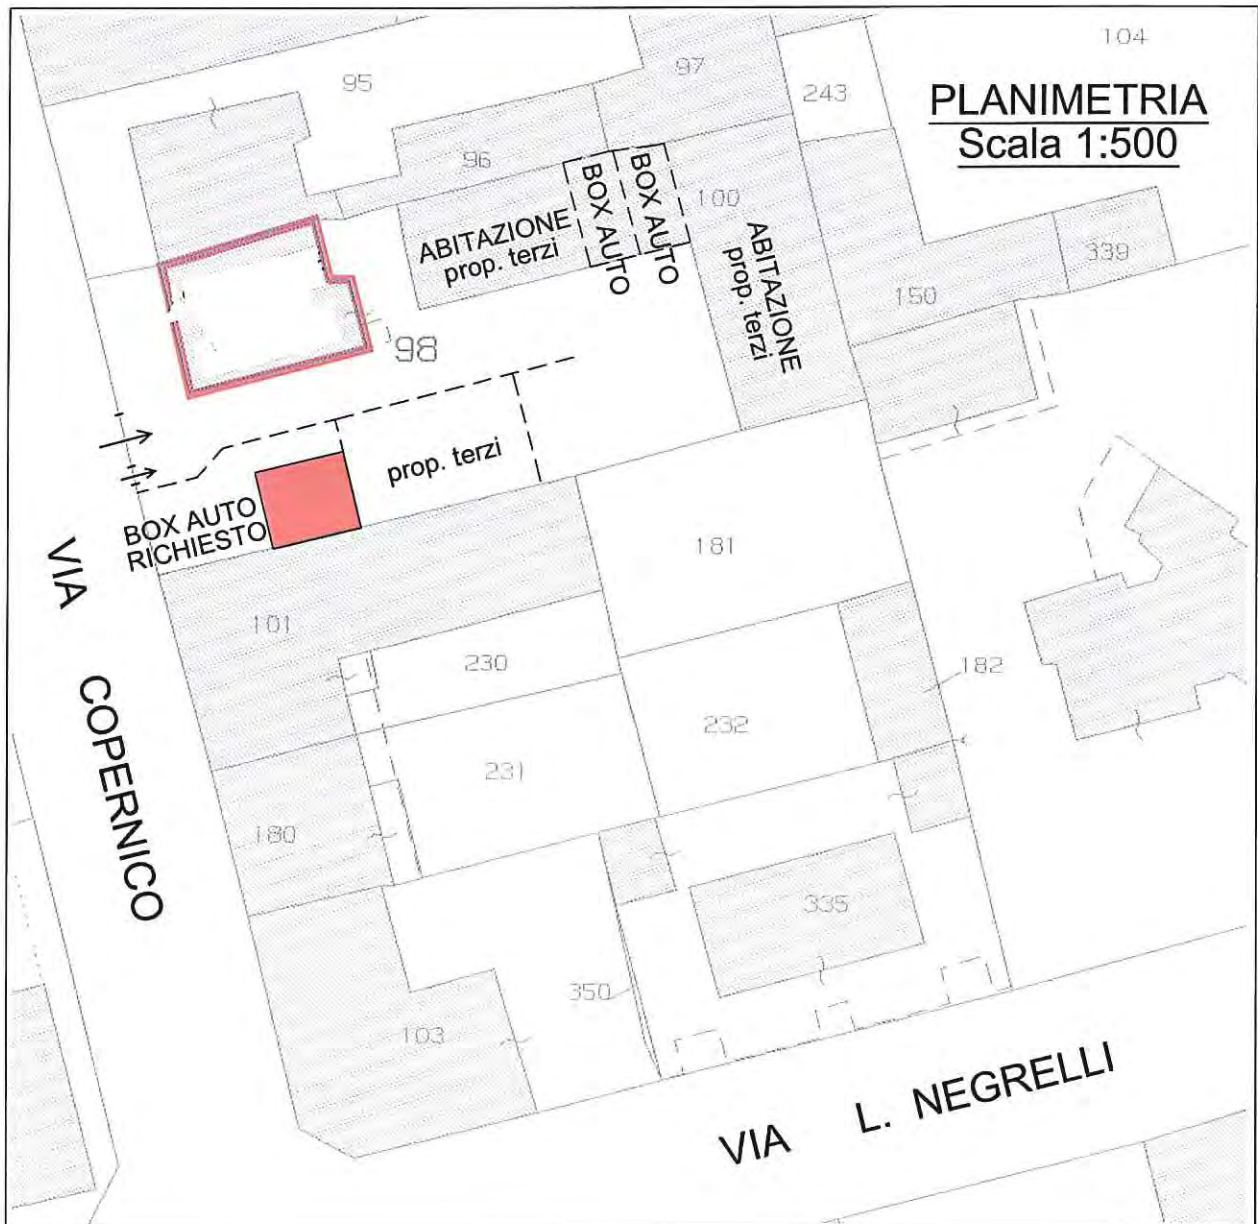 104
97
95
243
PLANIMETRIA
Scala 1:500
96
BOX AUTO
BOX AUTO
100
ABITAZIONE
prop. terzi
ABITAZIONE
prop. terzi
339
150
98
prop. terzi
BOX AUTO
RICHIESTO
181
VIA COPERNICO
101
230
182
232
231
180
335
350
103
VIA L. NEGRELLI